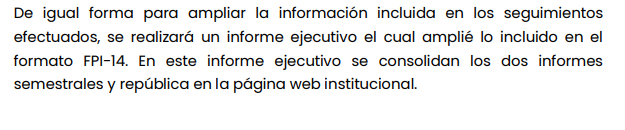 De igual forma para ampliar la información incluida en los seguimientos
efectuados, se realizará un informe ejecutivo el cual amplié lo incluido en el
formato FPI-14. En este informe ejecutivo se consolidan los dos informes
semestrales y república en la página web institucional.